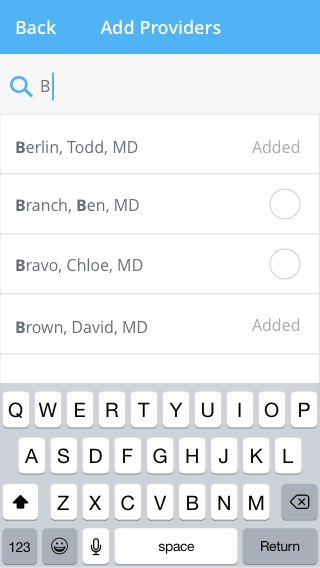 Back Add Providers
B
Berlin, Todd, MD Added
Branch, Ben, MD
Bravo, Chloe, MD
Brown, David, MD Added
Q W E R T Y U I O P
A S D F G H J K L
Z X C V B N M
123 space Return